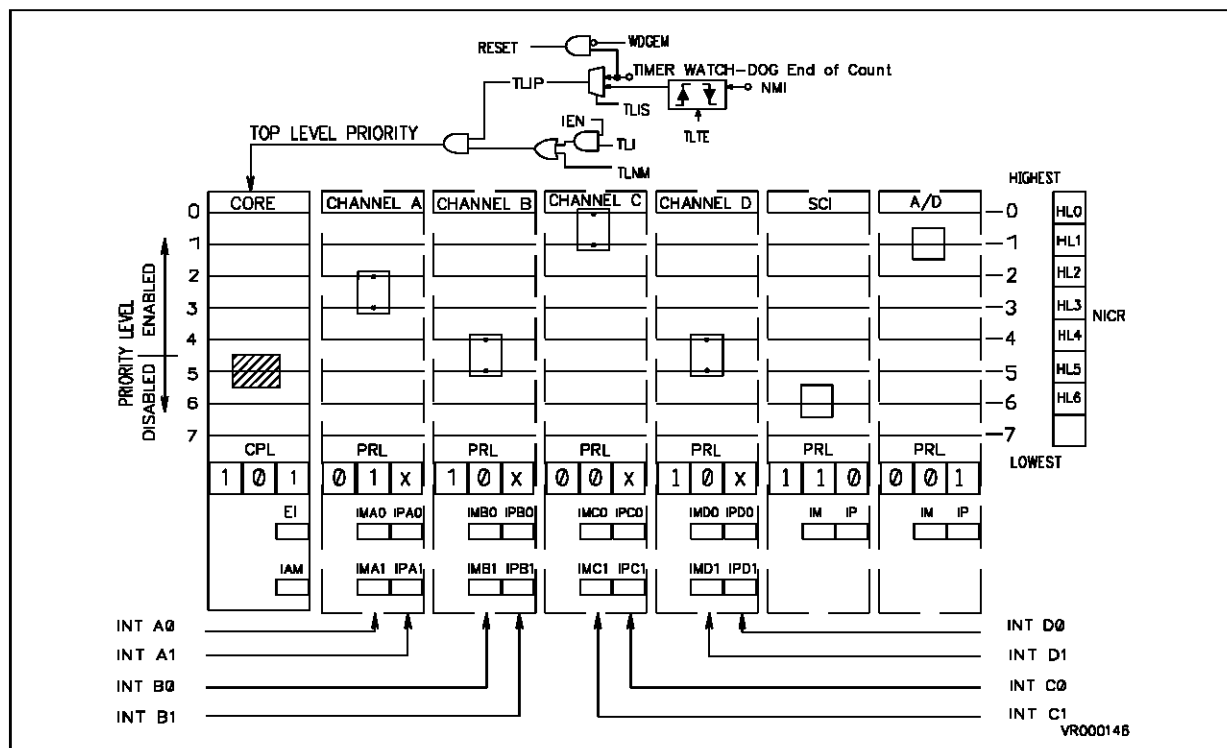 RESET WDGEM
TIMER WATCH-DOG End of Count
TLIP NMI
TLIS
IEN TLTE
TOP LEVEL PRIORITY TLI
TLNM
HIGHEST
CORE CHANNEL A CHANNEL B CHANNEL C CHANNEL D SCI A/D
0 0 HL0
1 1 HL1
2 2 HL2
3 3 HL3
NICR
4 4 HL4
5 5 HL5
6 6 HL6
7 7
PRIORITY LEVEL
DISABLED ENABLED
CPL PRL PRL PRL PRL PRL PRL
LOWEST
1 0 1 0 1 X 1 0 X 0 0 X 1 0 X 1 1 0 0 0 1
EI IMA0 IPA0 IMB0 IPB0 IMC0 IPC0 IMD0 IPD0 IM IP IM IP
IAM IMA1 IPA1 IMB1 IPB1 IMC1 IPC1 IMD1 IPD1
INT A0 INT D0
INT A1 INT D1
INT B0 INT C0
INT B1 INT C1
VR000146